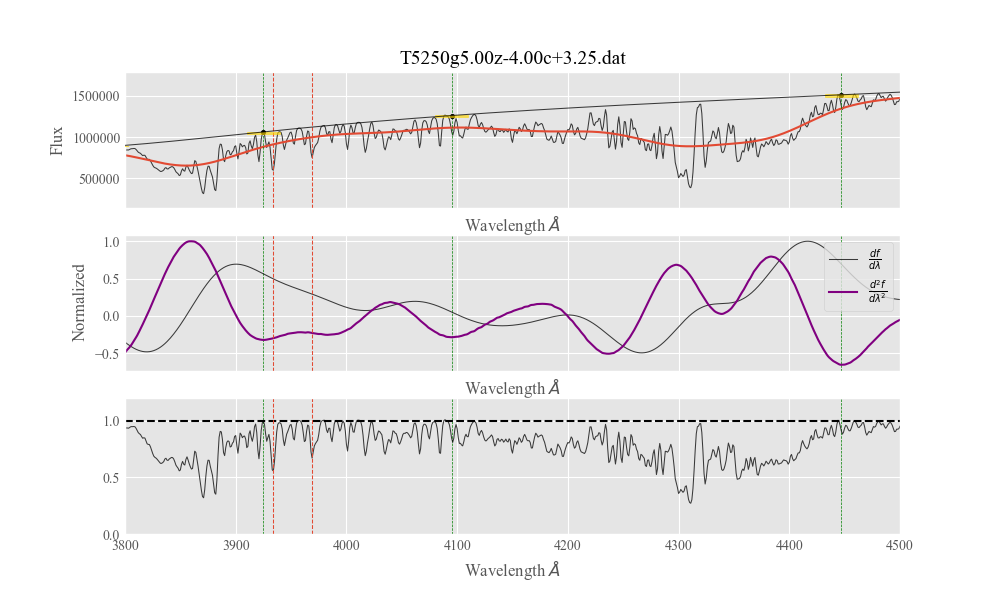 T5250g5.00z-4.00c+3.25.dat
1500000
1000000
500000
Flux
Wavelength Å
1.0
0.5
0.0
−0.5
Normalized
df/dλ
d²f/dλ²
Wavelength Å
1.0
0.5
0.0
3800 3900 4000 4100 4200 4300 4400 4500
Wavelength Å